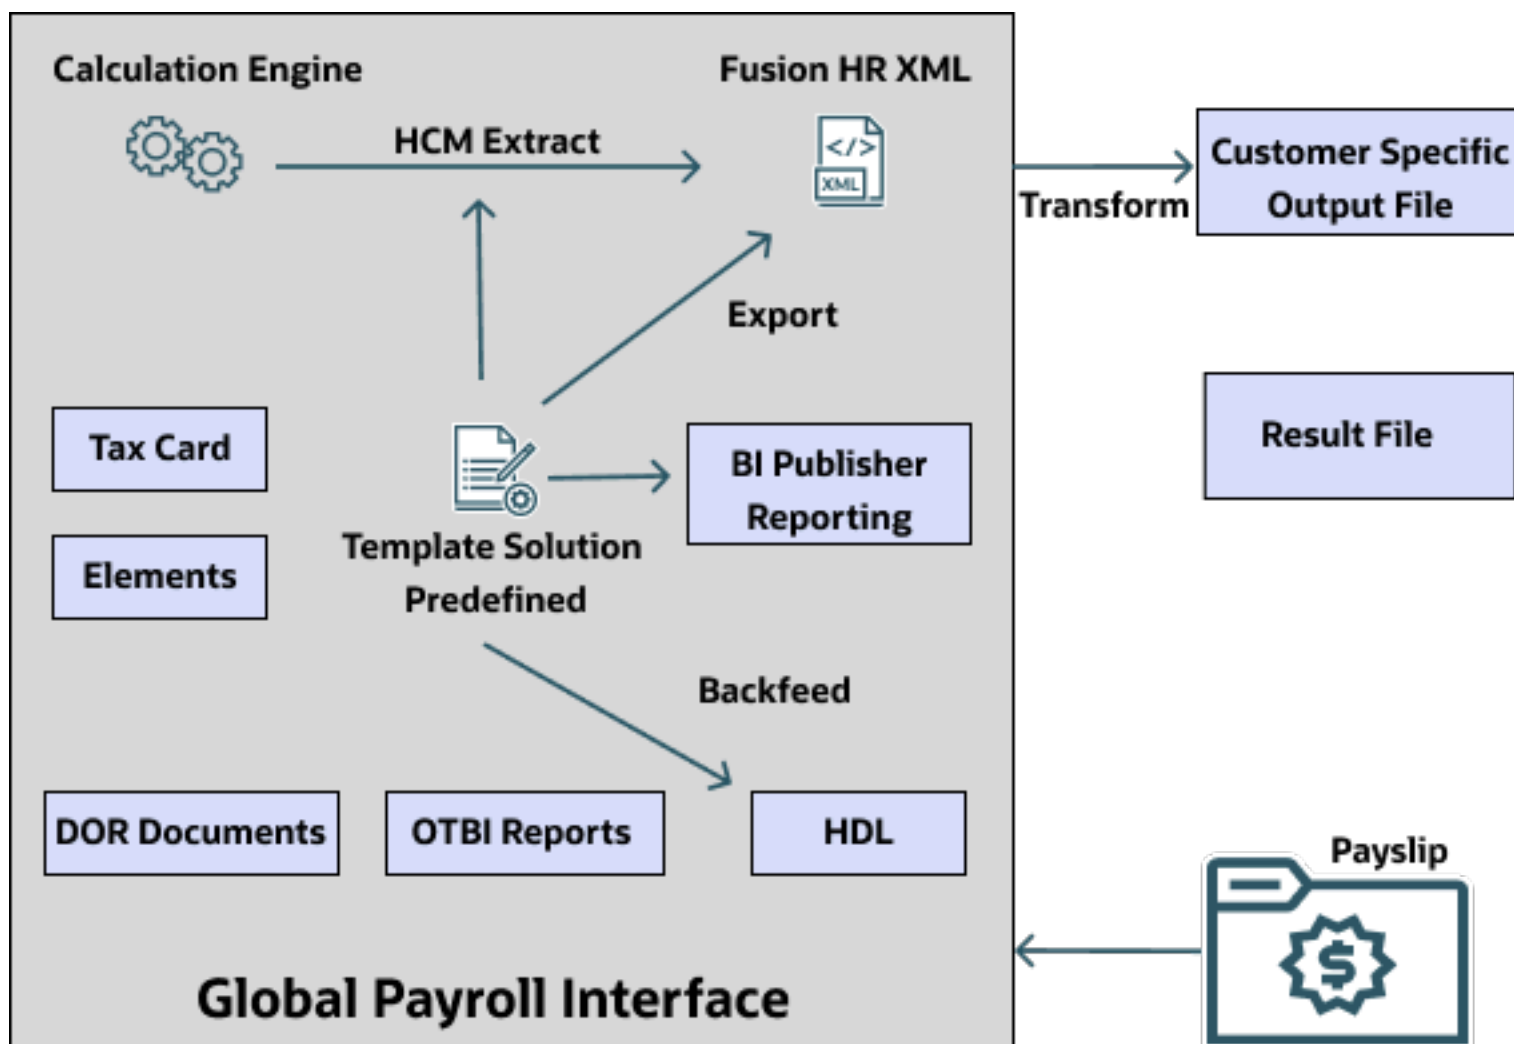 Calculation Engine
Fusion HR XML
HCM Extract
</>
XML
Customer Specific
Output File
Transform
Export
Tax Card
BI Publisher
Reporting
Result File
Template Solution
Predefined
Elements
Backfeed
DOR Documents
OTBI Reports
HDL
Payslip
$
Global Payroll Interface